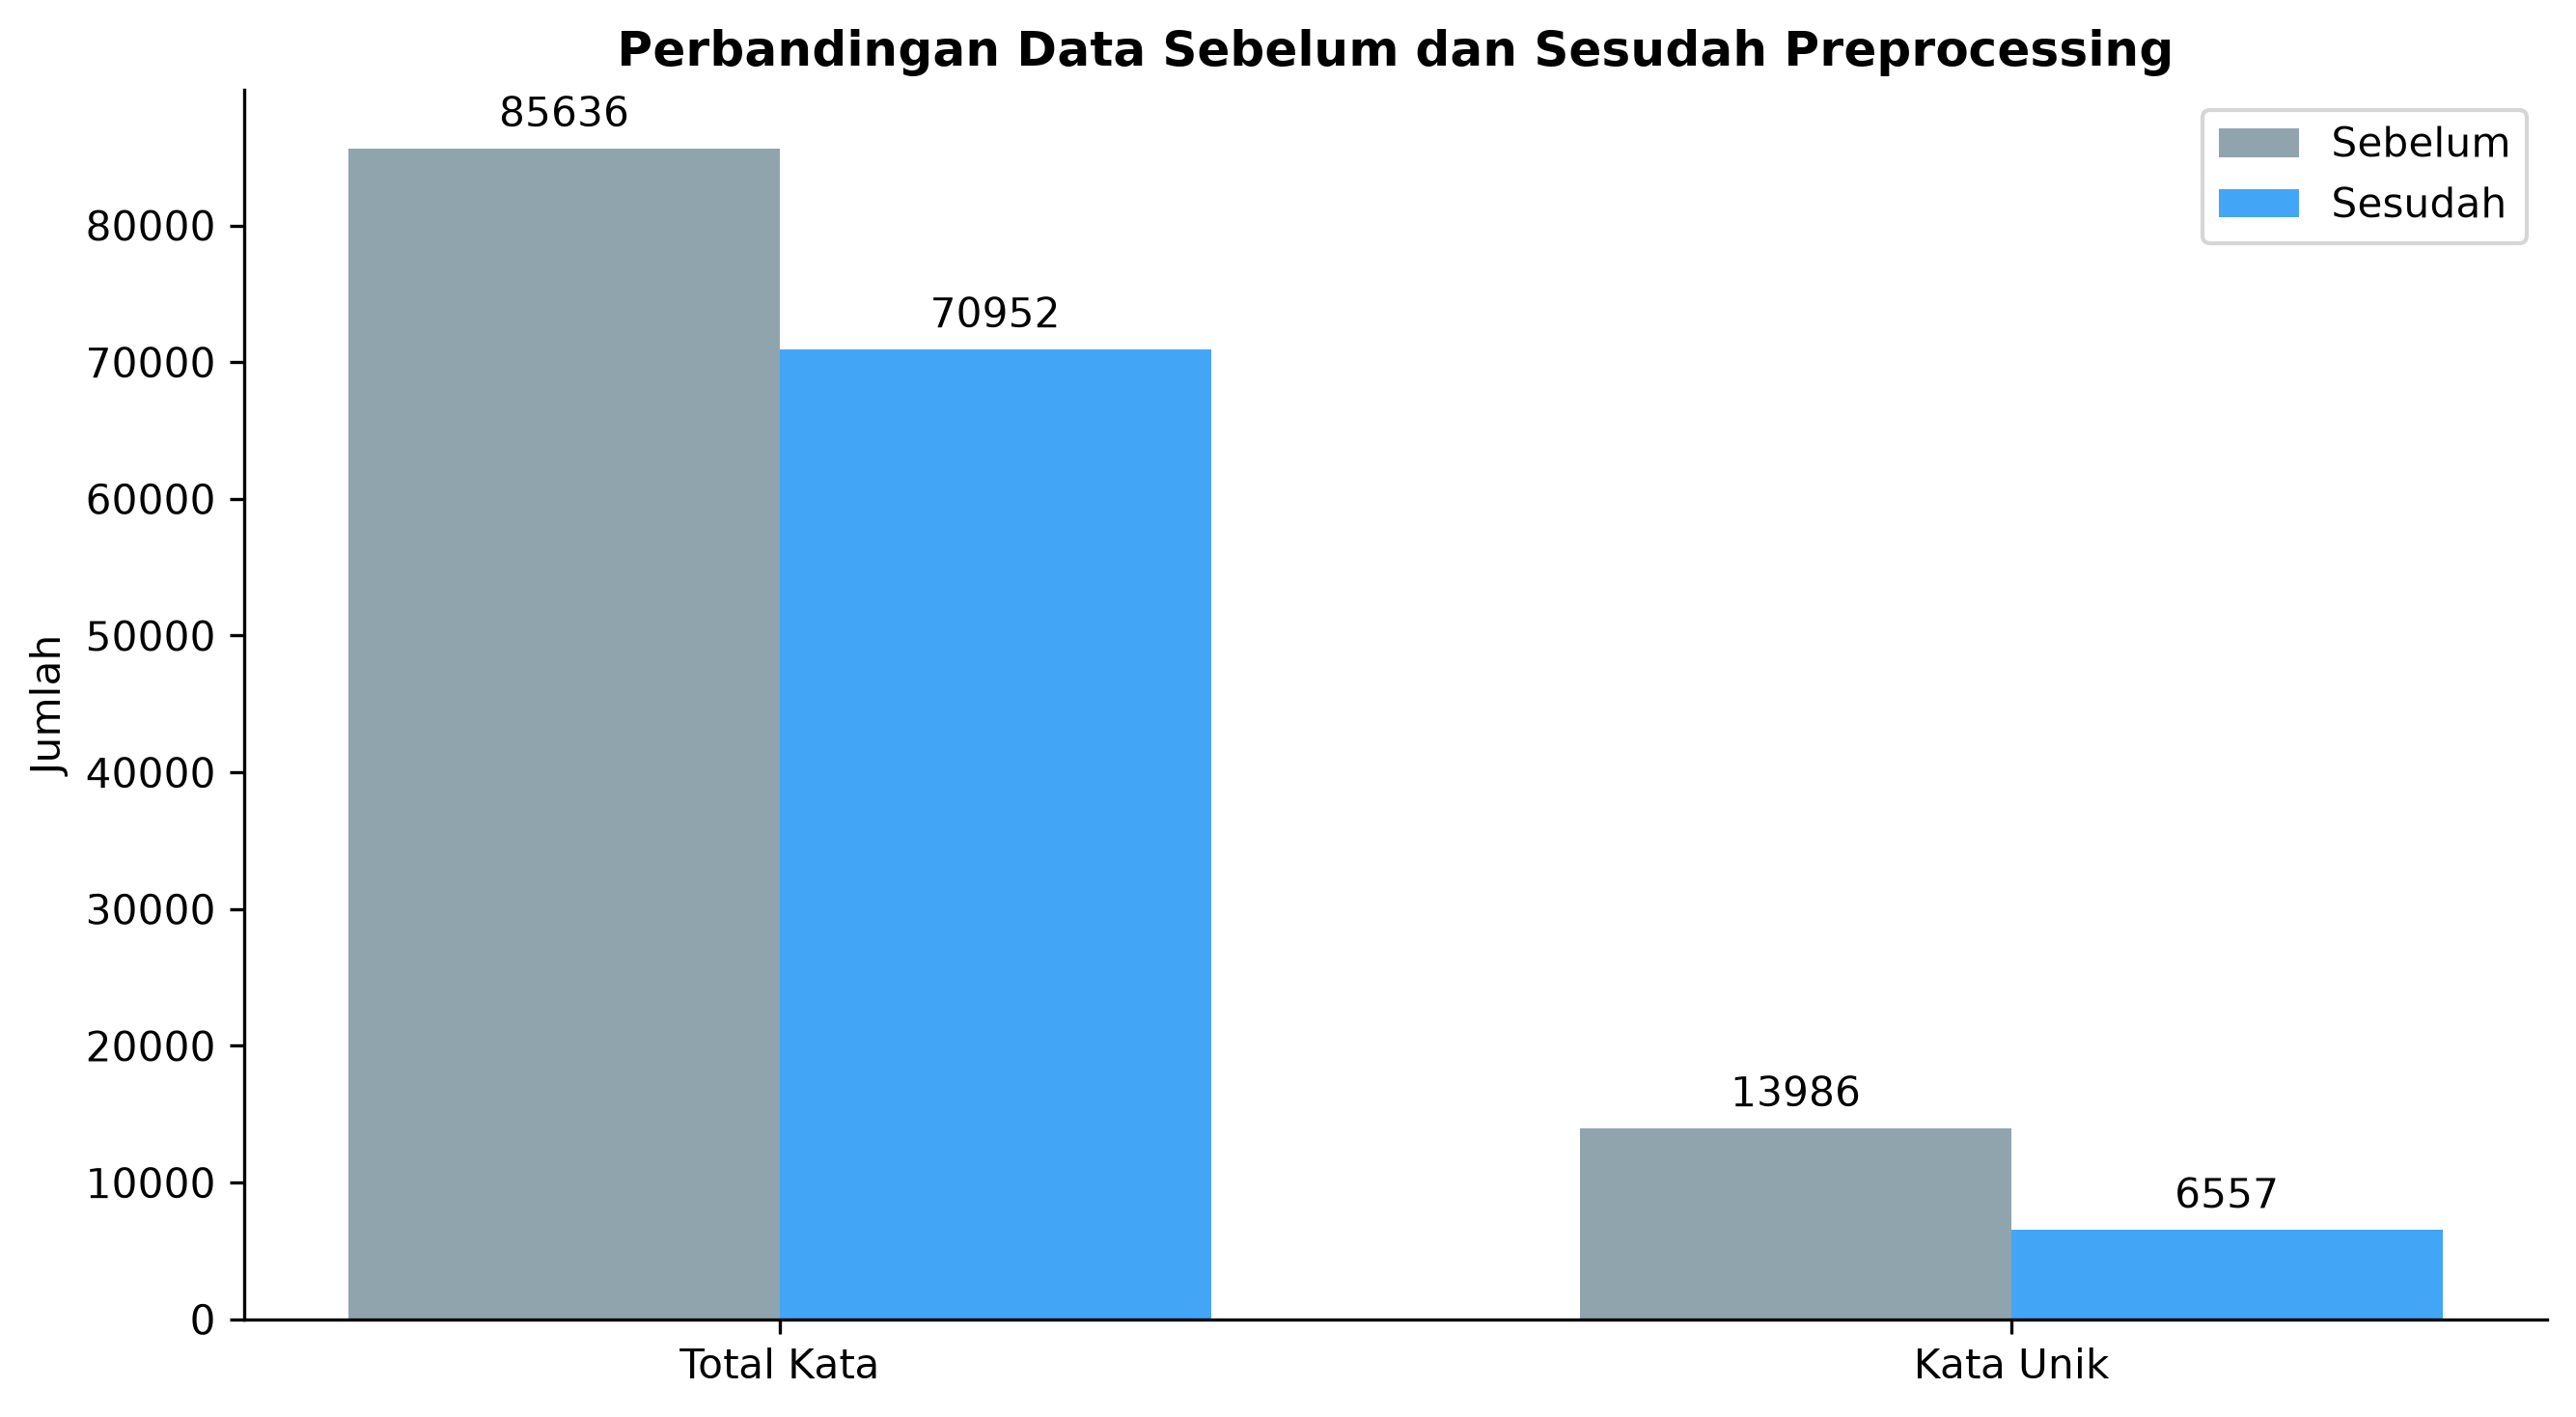 Perbandingan Data Sebelum dan Sesudah Preprocessing
85636
Sebelum
Sesudah
80000
70952
70000
60000
50000
Jumlah
40000
30000
20000
13986
10000
6557
0
Total Kata
Kata Unik